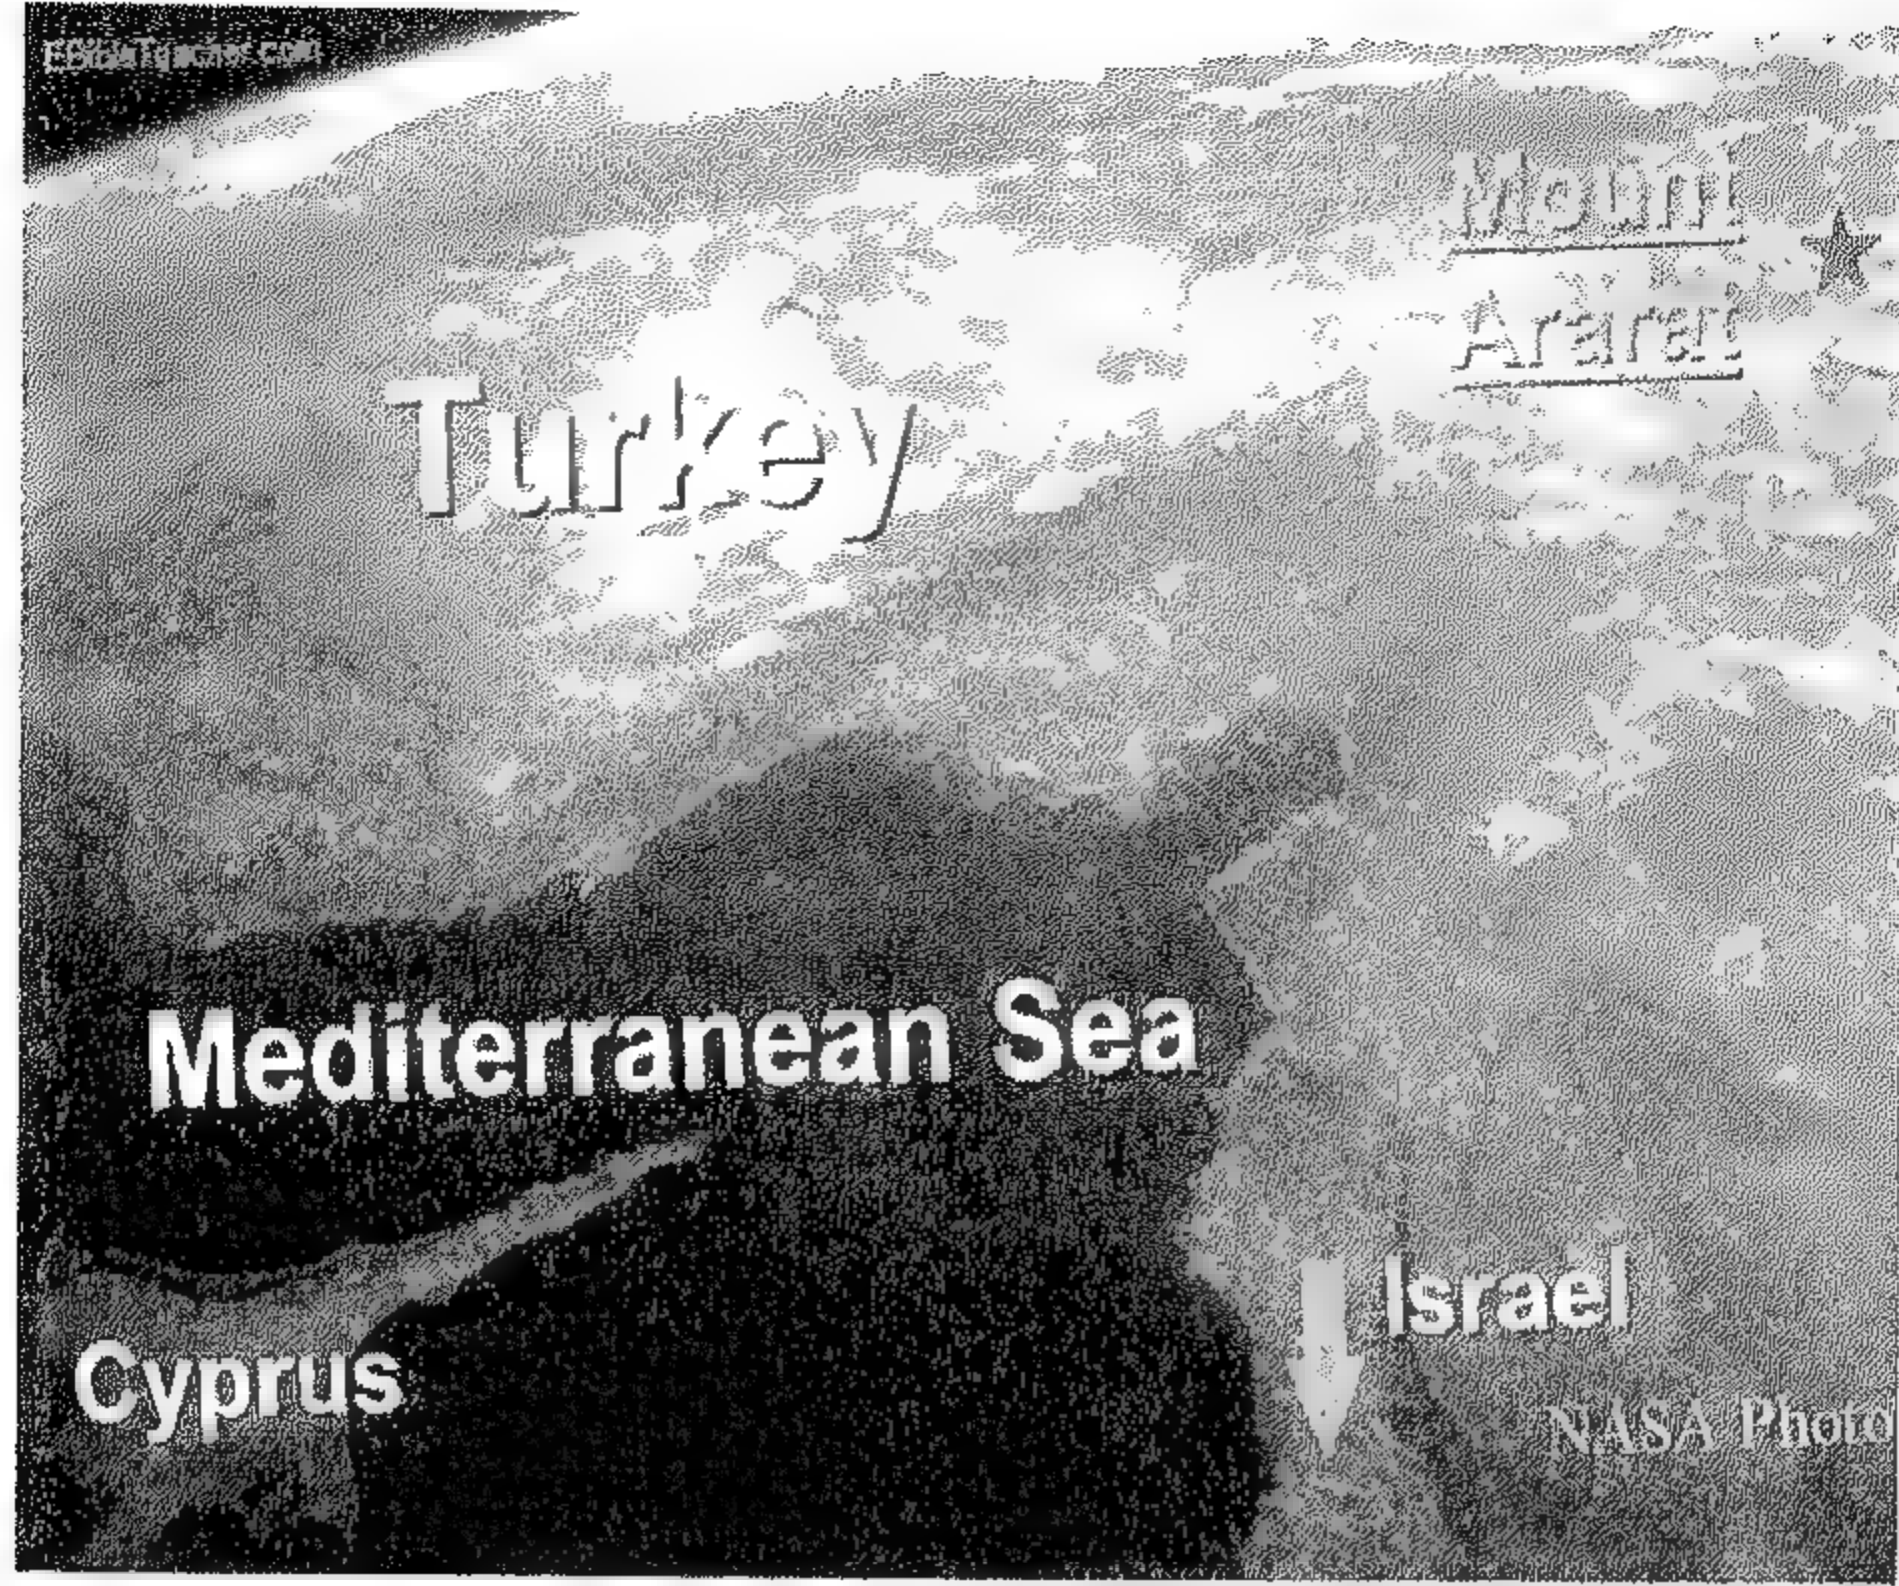 Mount
Ararat
Turkey
Mediterranean Sea
Israel
Cyprus
NASA Photo